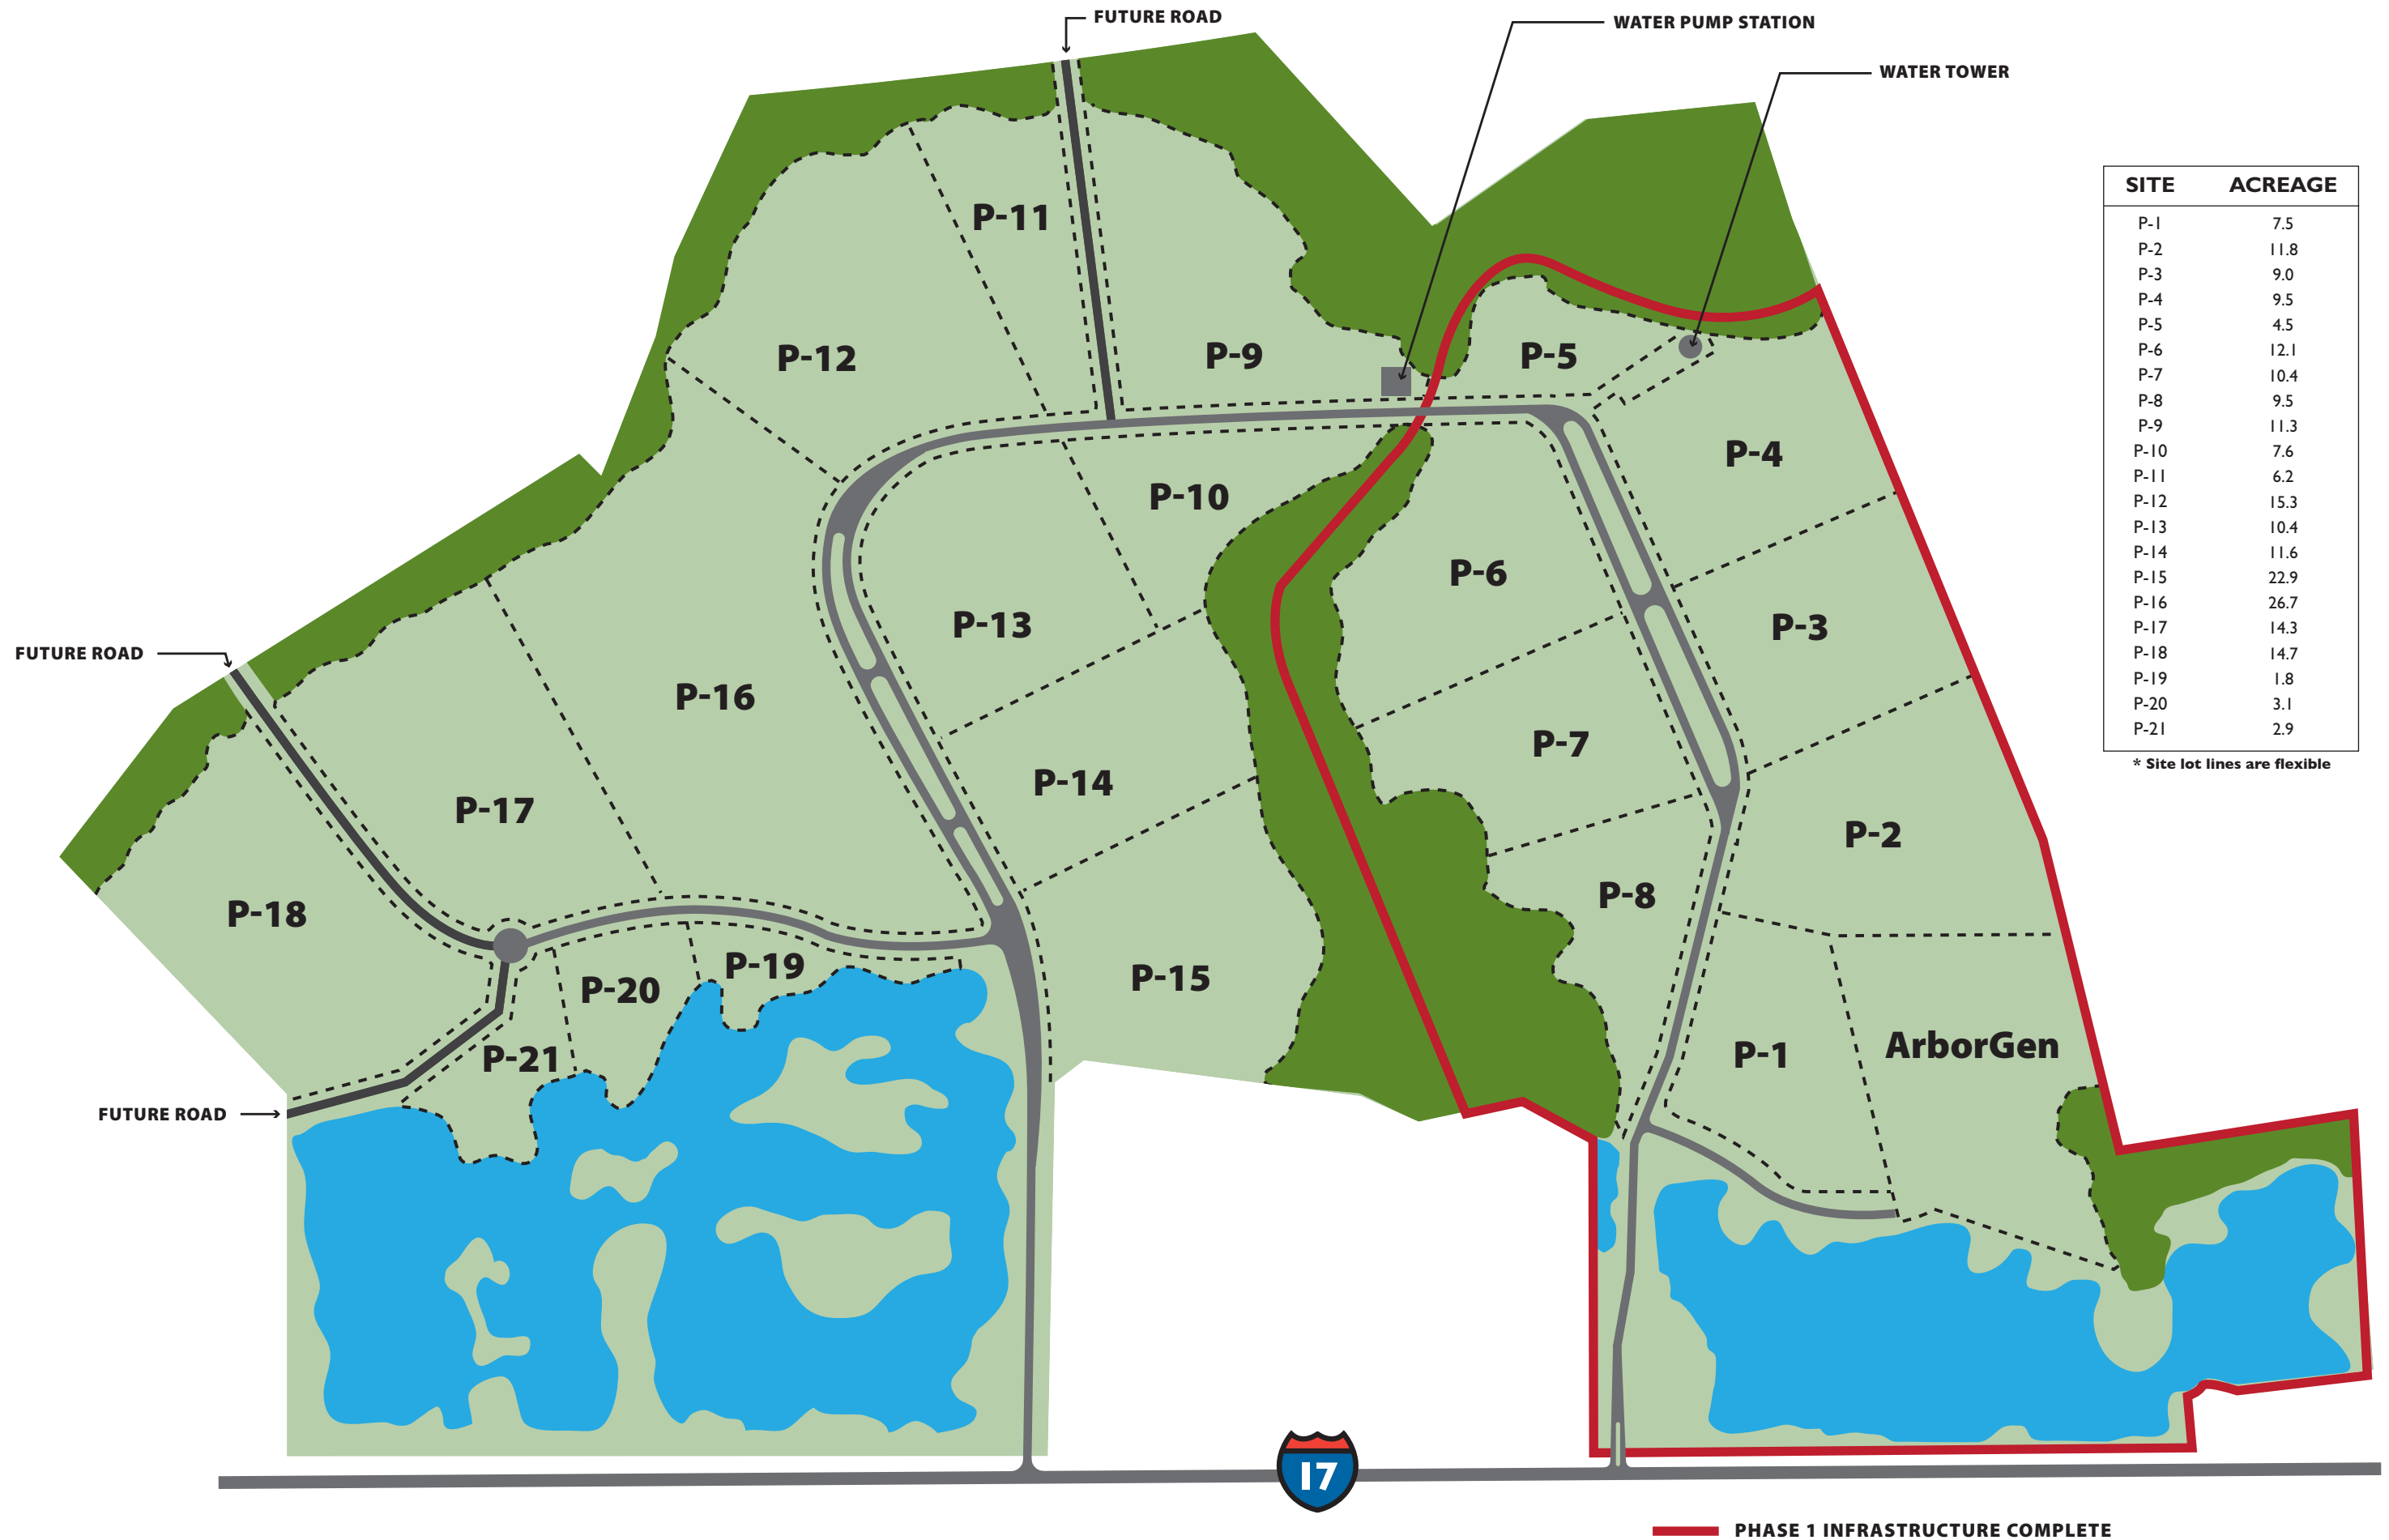 FUTURE ROAD
WATER PUMP STATION
WATER TOWER
SITE ACREAGE
P-1 7.5
P-2 11.8
P-3 9.0
P-4 9.5
P-5 4.5
P-6 12.1
P-7 10.4
P-8 9.5
P-9 11.3
P-10 7.6
P-11 6.2
P-12 15.3
P-13 10.4
P-14 11.6
P-15 22.9
P-16 26.7
P-17 14.3
P-18 14.7
P-19 1.8
P-20 3.1
P-21 2.9
* Site lot lines are flexible
P-11
P-12
P-9
P-5
P-4
P-10
P-6
P-13
P-3
FUTURE ROAD
P-16
P-7
P-14
P-17
P-2
P-8
P-18
P-19
P-15
P-20
P-21
P-1
ArborGen
FUTURE ROAD
17
PHASE 1 INFRASTRUCTURE COMPLETE